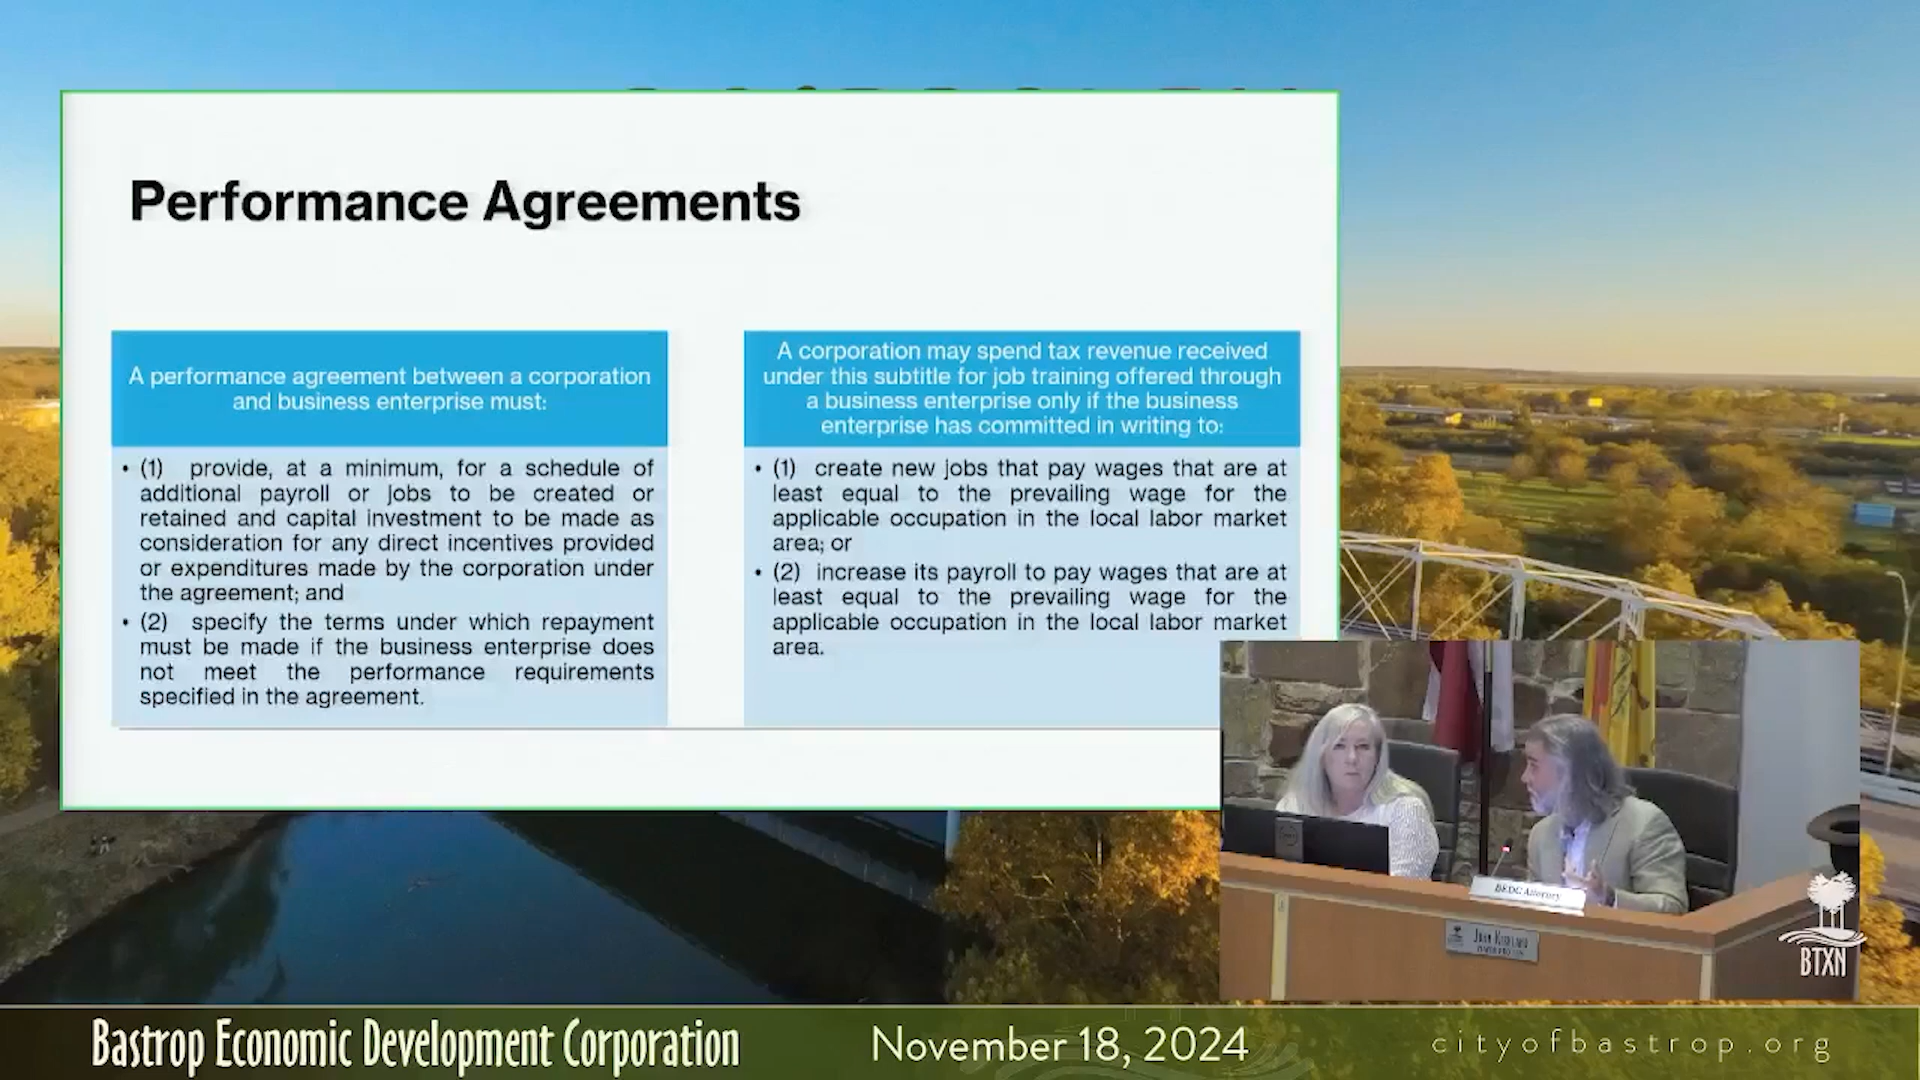 Performance Agreements
A performance agreement between a corporation
and business enterprise must:
• (1) provide, at a minimum, for a schedule of
additional payroll or jobs to be created or
retained and capital investment to be made as
consideration for any direct incentives provided
or expenditures made by the corporation under
the agreement; and
• (2) specify the terms under which repayment
must be made if the business enterprise does
not meet the performance requirements
specified in the agreement.
A corporation may spend tax revenue received
under this subtitle for job training offered through
a business enterprise only if the business
enterprise has committed in writing to:
• (1) create new jobs that pay wages that are at
least equal to the prevailing wage for the
applicable occupation in the local labor market
area; or
• (2) increase its payroll to pay wages that are at
least equal to the prevailing wage for the
applicable occupation in the local labor market
area.
BEDC Attorney
BTXN
Bastrop Economic Development Corporation
November 18, 2024
cityofbastrop.org